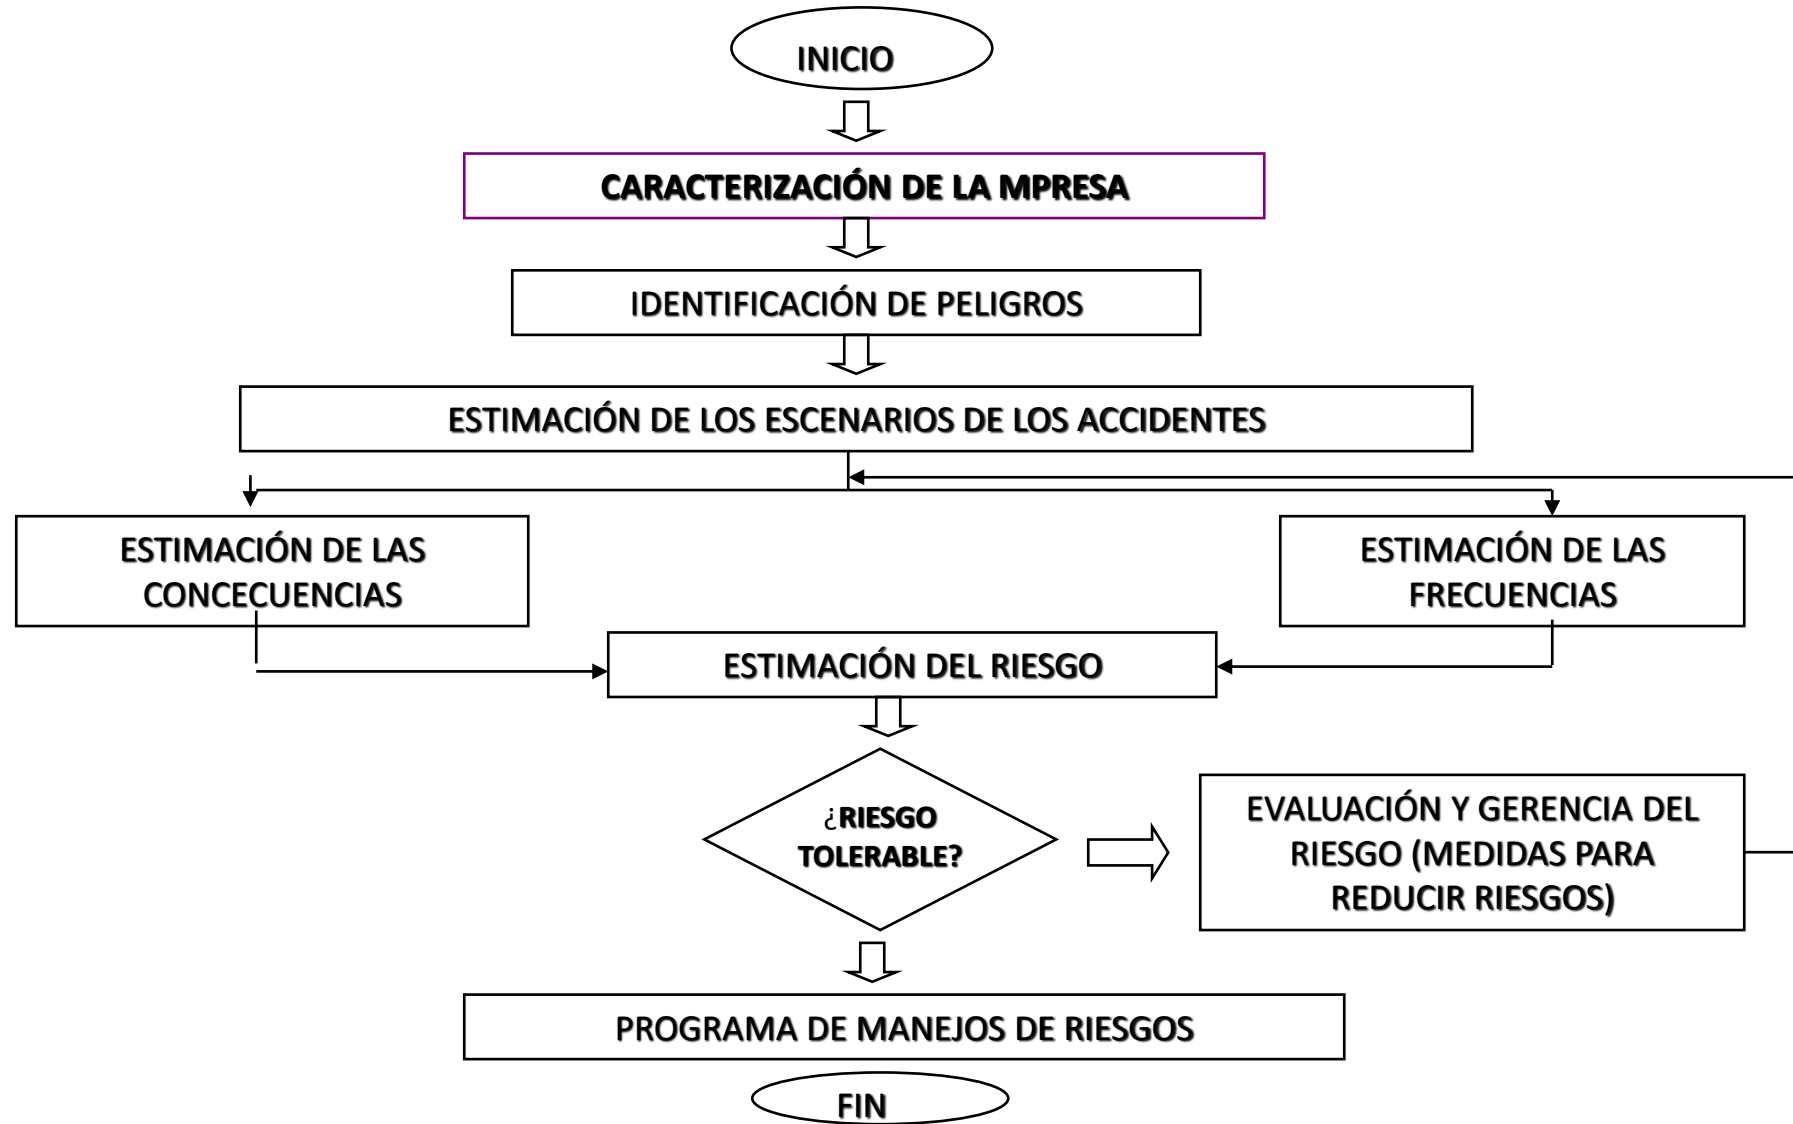 INICIO
CARACTERIZACIÓN DE LA MPRESA
IDENTIFICACIÓN DE PELIGROS
ESTIMACIÓN DE LOS ESCENARIOS DE LOS ACCIDENTES
ESTIMACIÓN DE LAS
CONCECUENCIAS
ESTIMACIÓN DE LAS
FRECUENCIAS
ESTIMACIÓN DEL RIESGO
¿RIESGO
TOLERABLE?
EVALUACIÓN Y GERENCIA DEL
RIESGO (MEDIDAS PARA
REDUCIR RIESGOS)
PROGRAMA DE MANEJOS DE RIESGOS
FIN